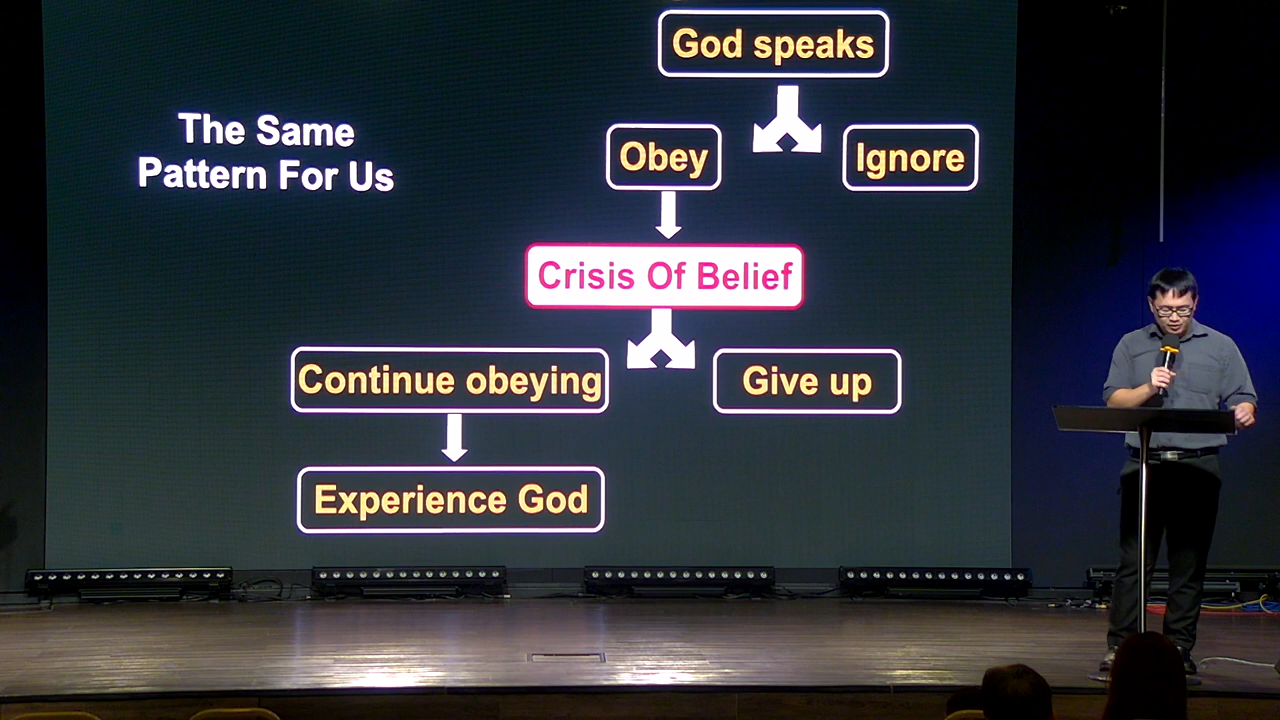 God speaks
The Same
Pattern For Us
Obey
Ignore
Crisis Of Belief
Continue obeying
Give up
Experience God